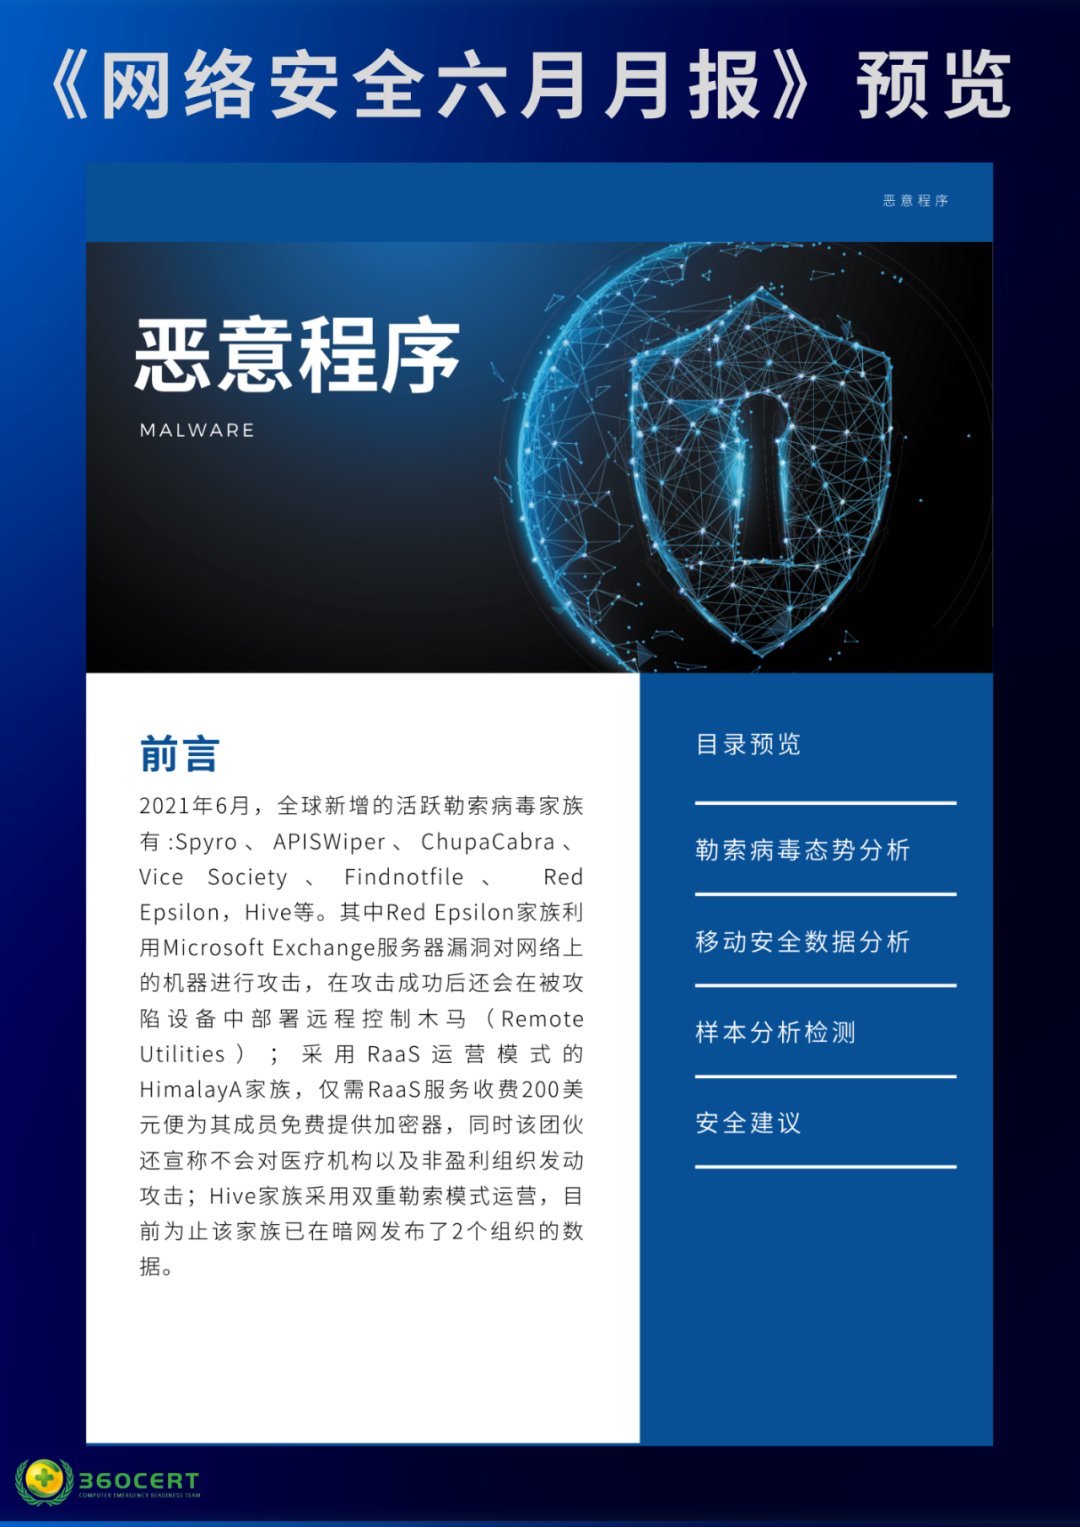 《网络安全六月月报》预览
恶意程序
恶意程序
MALWARE
前言
2021年6月，全球新增的活跃勒索病毒家族
有:Spyro、APISWiper、ChupaCabra、
Vice Society、Findnotfile、 Red
Epsilon，Hive等。其中Red Epsilon家族利
用Microsoft Exchange服务器漏洞对网络上
的机器进行攻击，在攻击成功后还会在被攻
陷设备中部署远程控制木马（Remote
Utilities）；采用RaaS运营模式的
HimalayA家族，仅需RaaS服务收费200美
元便为其成员免费提供加密器，同时该团伙
还宣称不会对医疗机构以及非盈利组织发动
攻击；Hive家族采用双重勒索模式运营，目
前为止该家族已在暗网发布了2个组织的数
据。
目录预览
勒索病毒态势分析
移动安全数据分析
样本分析检测
安全建议
360CERT
COMPUTER EMERGENCY READINESS TEAM